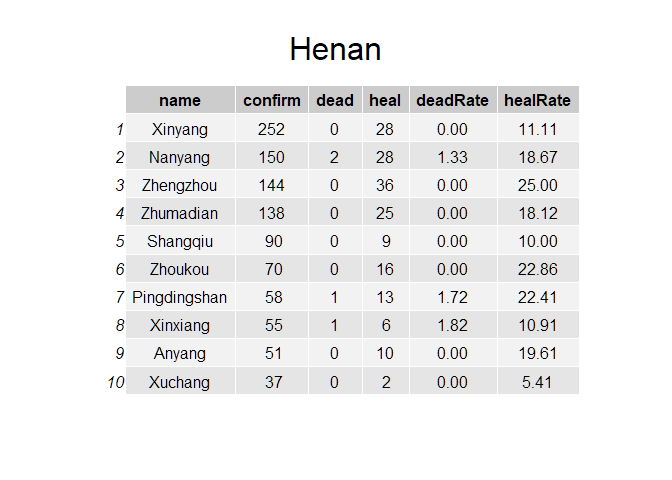 Henan
name confirm dead heal deadRate healRate
1 Xinyang 252 0 28 0.00 11.11
2 Nanyang 150 2 28 1.33 18.67
3 Zhengzhou 144 0 36 0.00 25.00
4 Zhumadian 138 0 25 0.00 18.12
5 Shangqiu 90 0 9 0.00 10.00
6 Zhoukou 70 0 16 0.00 22.86
7 Pingdingshan 58 1 13 1.72 22.41
8 Xinxiang 55 1 6 1.82 10.91
9 Anyang 51 0 10 0.00 19.61
10 Xuchang 37 0 2 0.00 5.41